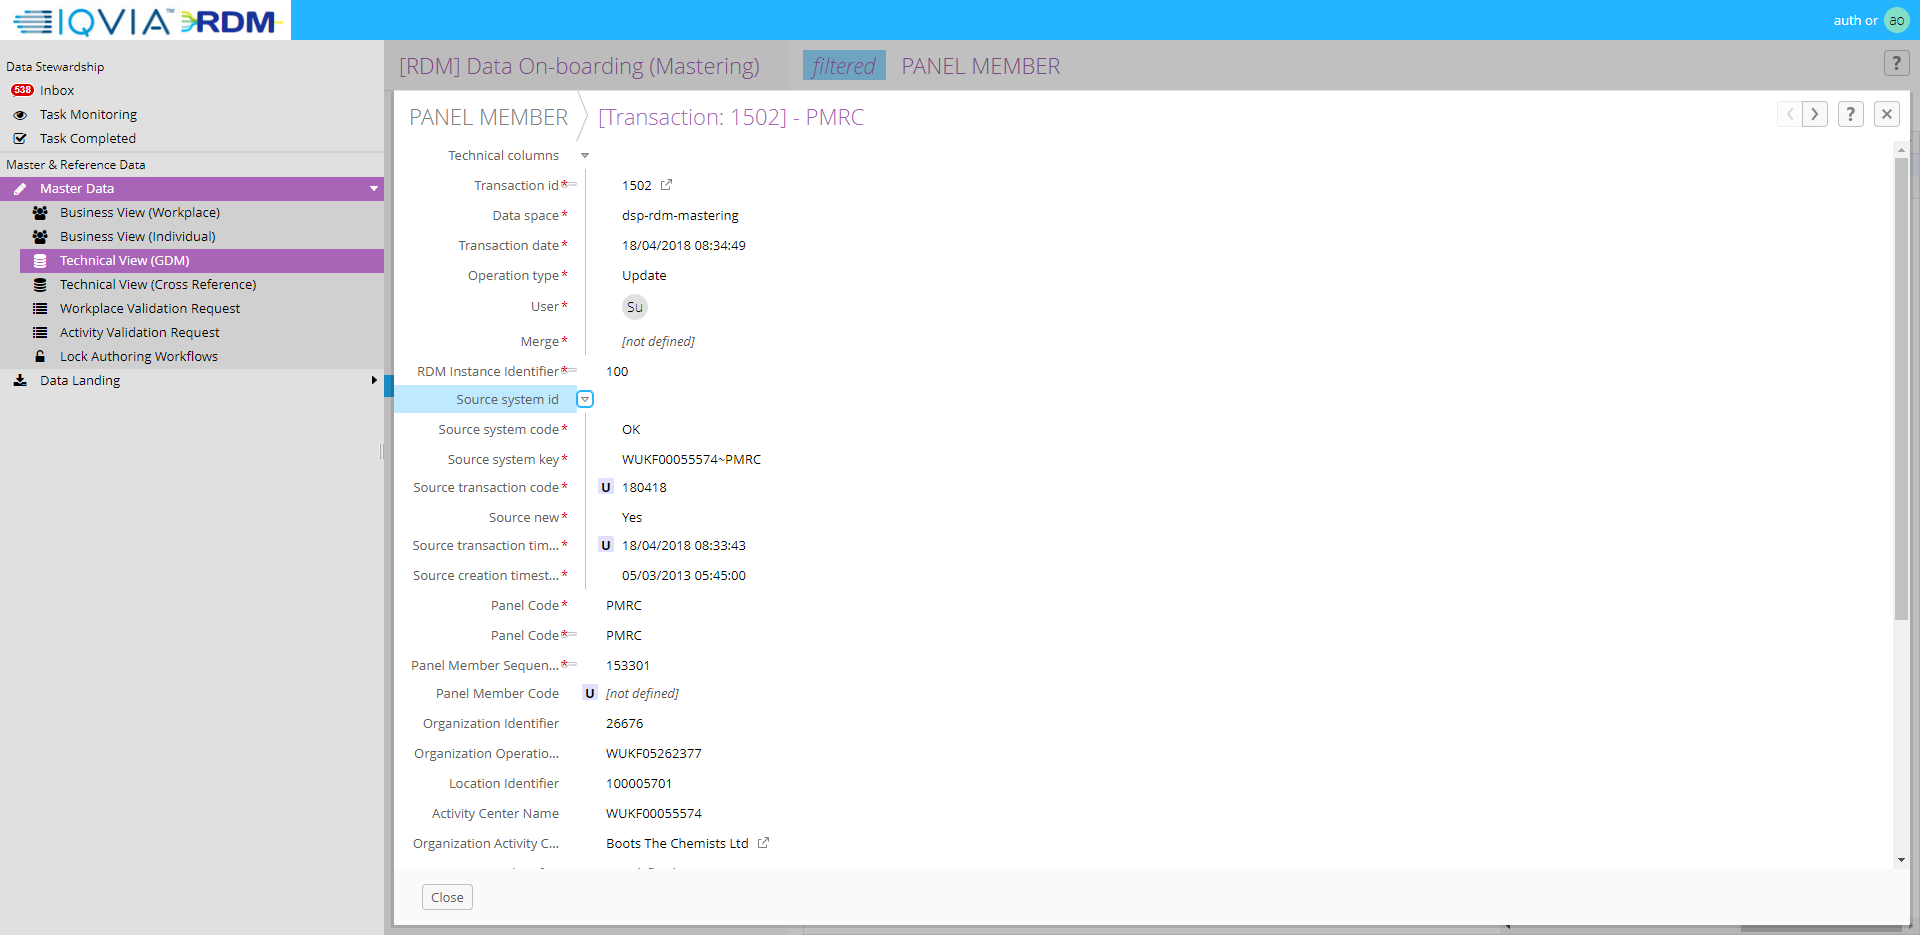 IQVIA™ RDM
auth or ao
Data Stewardship
538 Inbox
Task Monitoring
Task Completed
Master & Reference Data
Master Data
Business View (Workplace)
Business View (Individual)
Technical View (GDM)
Technical View (Cross Reference)
Workplace Validation Request
Activity Validation Request
Lock Authoring Workflows
Data Landing
[RDM] Data On-boarding (Mastering) filtered PANEL MEMBER ?
PANEL MEMBER [Transaction: 1502] - PMRC ?
Technical columns
Transaction id* 1502
Data space* dsp-rdm-mastering
Transaction date* 18/04/2018 08:34:49
Operation type* Update
User* Su
Merge* [not defined]
RDM Instance Identifier* 100
Source system id
Source system code* OK
Source system key* WUKF00055574~PMRC
Source transaction code* U 180418
Source new* Yes
Source transaction tim...* U 18/04/2018 08:33:43
Source creation timest...* 05/03/2013 05:45:00
Panel Code* PMRC
Panel Code* PMRC
Panel Member Sequen...* 153301
Panel Member Code U [not defined]
Organization Identifier 26676
Organization Operatio... WUKF05262377
Location Identifier 100005701
Activity Center Name WUKF00055574
Organization Activity C... Boots The Chemists Ltd
Close